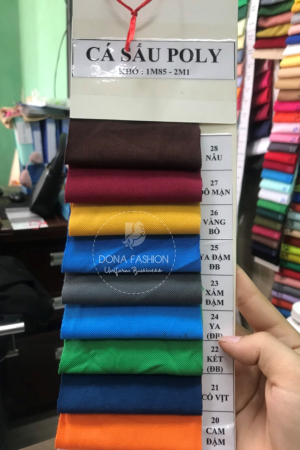 CÁ SẤU POLY
KHỔ : 1M85 - 2M1
28
NÂU
27
ĐÔ MẬN
26
VÀNG
BÒ
25
YA ĐẬM
ĐB
23
XÁM
ĐẬM
24
YA
(ĐB)
22
KÉT
(ĐB)
21
CỔ VỊT
20
CAM
ĐẬM
DONA FASHION
Uniform Business